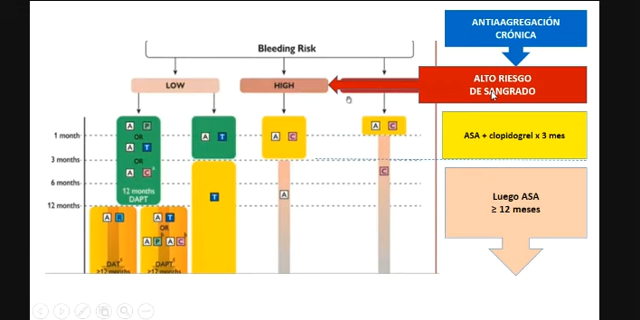 ANTIAAGREGACIÓN
CRÓNICA
Bleeding Risk
LOW
HIGH
ALTO RIESGO
DE SANGRADO
A P
OR
A T
OR
A C
12 months
DAPT
A T
A C
A C
1 month
3 months
6 months
12 months
T
A
C
ASA + clopidogrel x 3 mes
Luego ASA
≥ 12 meses
A R
DAT
≥12 months
A T
OR
A P A C
DAPT
≥12 months